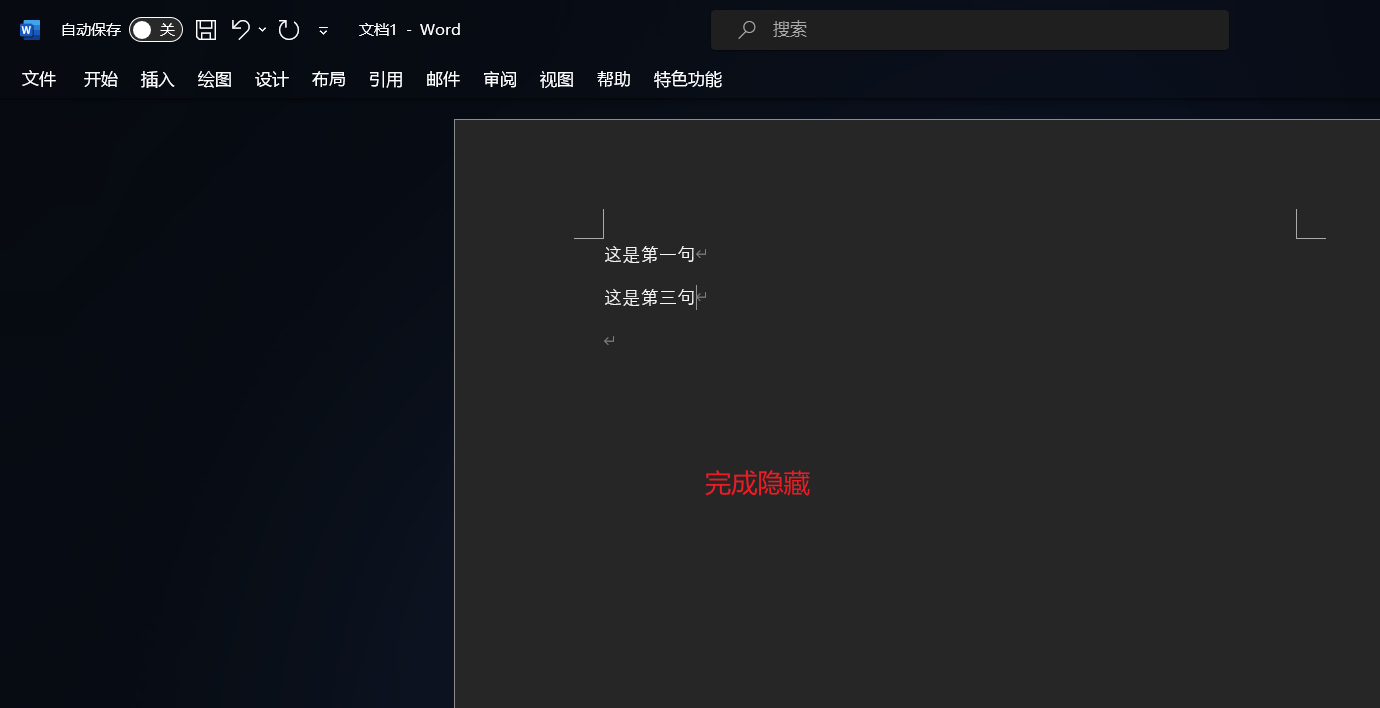 自动保存 关 文档1 - Word 搜索
文件 开始 插入 绘图 设计 布局 引用 邮件 审阅 视图 帮助 特色功能
这是第一句↵
这是第三句↵
↵
完成隐藏